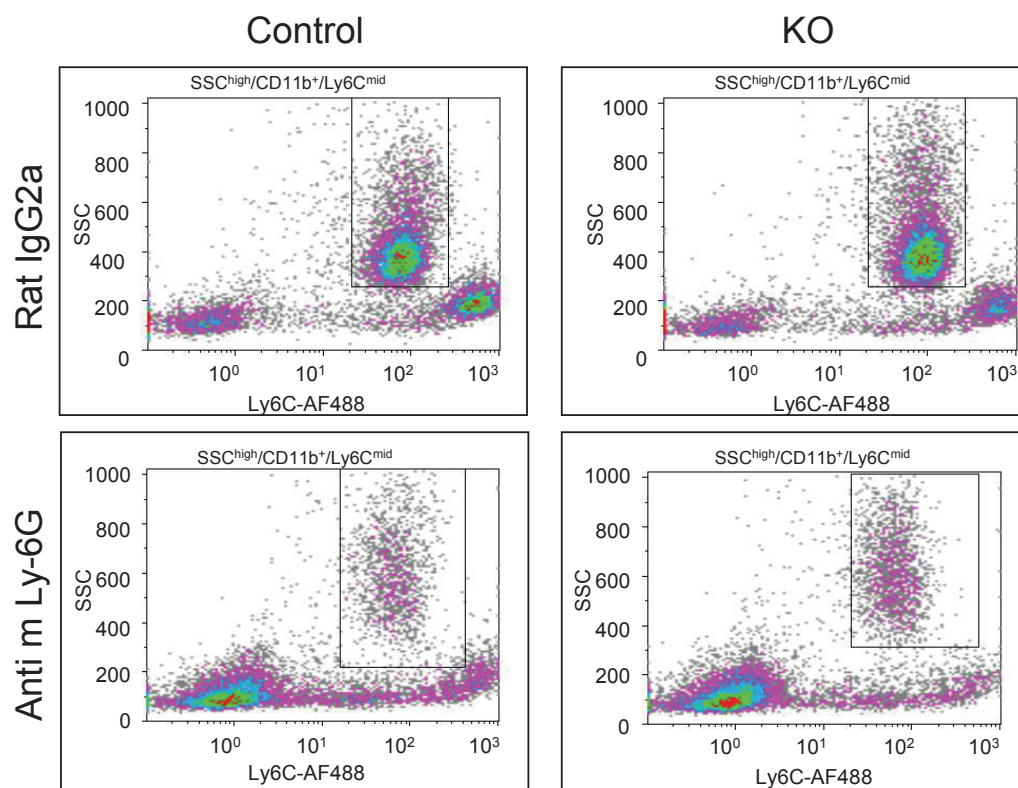 Control
KO
Rat IgG2a
SSChigh/CD11b+/Ly6Cmid
1000
800
600
400
200
0
SSC
10⁰
10¹
10²
10³
Ly6C-AF488
SSChigh/CD11b+/Ly6Cmid
1000
800
600
400
200
0
SSC
10⁰
10¹
10²
10³
Ly6C-AF488
Anti m Ly-6G
SSChigh/CD11b+/Ly6Cmid
1000
800
600
400
200
0
SSC
10⁰
10¹
10²
10³
Ly6C-AF488
SSChigh/CD11b+/Ly6Cmid
1000
800
600
400
200
0
SSC
10⁰
10¹
10²
10³
Ly6C-AF488